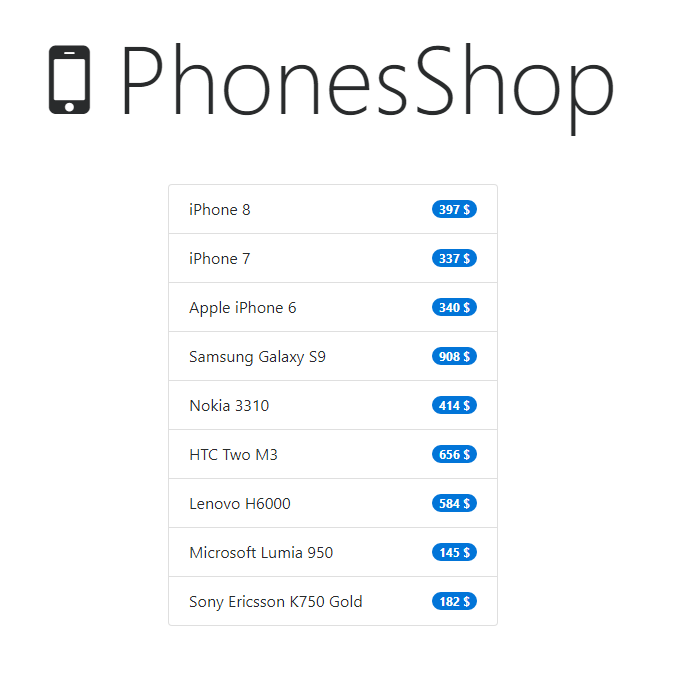 PhonesShop
iPhone 8 397 $
iPhone 7 337 $
Apple iPhone 6 340 $
Samsung Galaxy S9 908 $
Nokia 3310 414 $
HTC Two M3 656 $
Lenovo H6000 584 $
Microsoft Lumia 950 145 $
Sony Ericsson K750 Gold 182 $